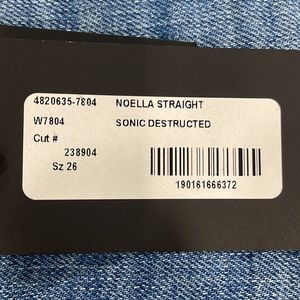 4820635-7804 NOELLA STRAIGHT
W7804 SONIC DESTRUCTED
Cut #
238904
Sz 26
190161666372